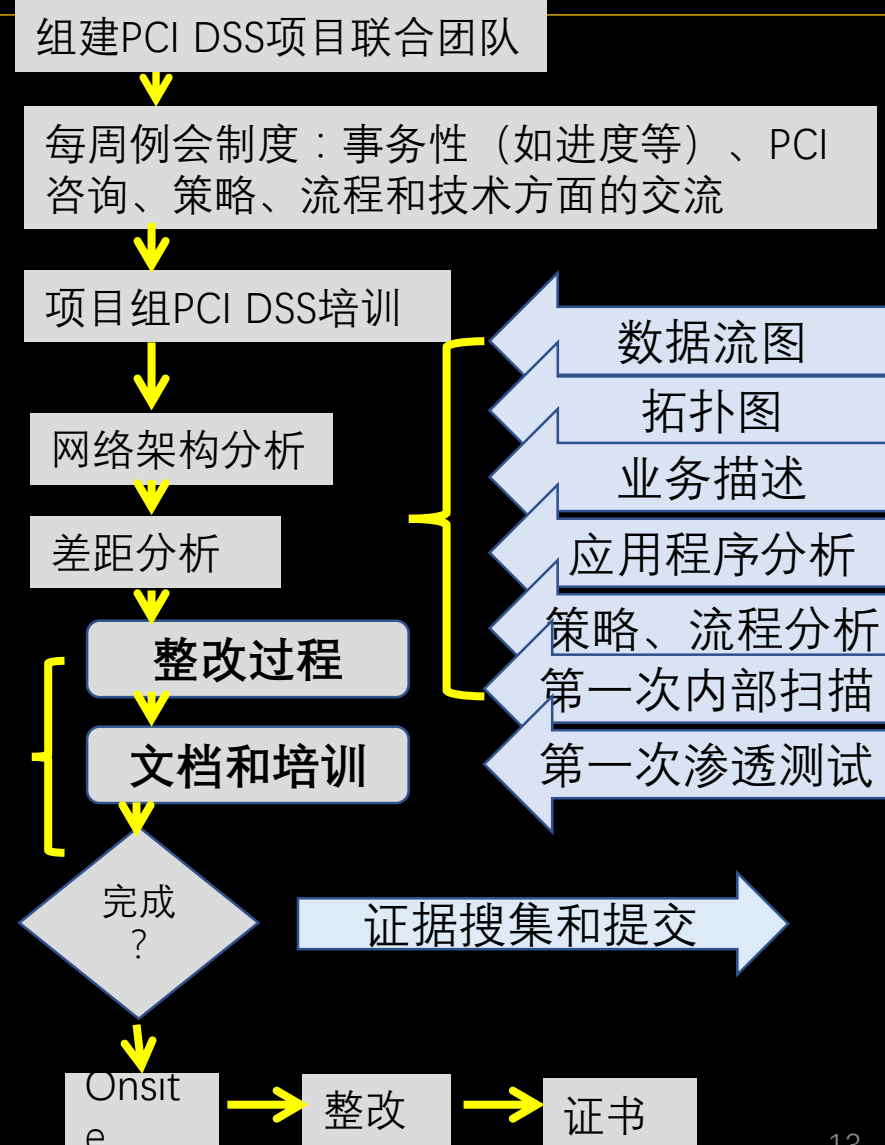 组建PCI DSS项目联合团队
每周例会制度：事务性（如进度等）、PCI
咨询、策略、流程和技术方面的交流
项目组PCI DSS培训
网络架构分析
差距分析
整改过程
文档和培训
完成
？
数据流图
拓扑图
业务描述
应用程序分析
策略、流程分析
第一次内部扫描
第一次渗透测试
证据搜集和提交
Onsit
e
整改
证书
13